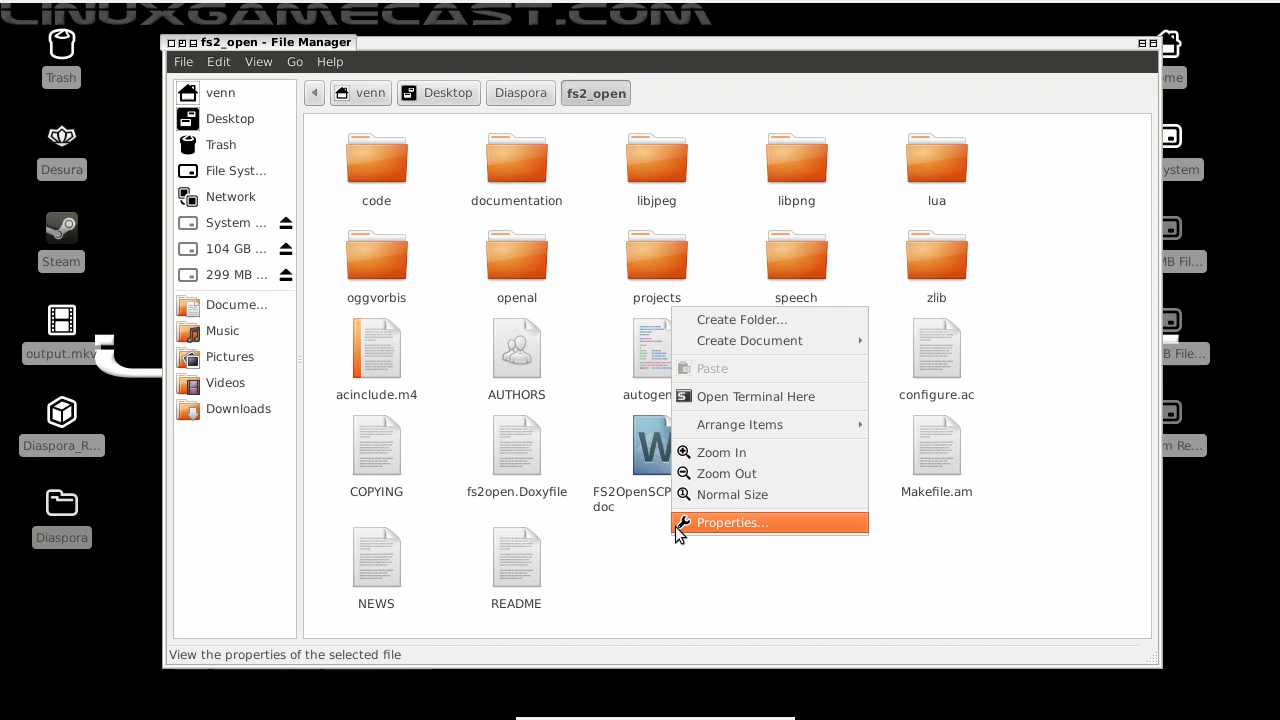 LINUXGAMECAST.COM
fs2_open - File Manager
File Edit View Go Help
venn Desktop Diaspora fs2_open
venn
Desktop
Trash
File Syst...
Network
System ...
104 GB ...
299 MB ...
Docume...
Music
Pictures
Videos
Downloads
code documentation libjpeg libpng lua
oggvorbis openal projects speech zlib
acinclude.m4 AUTHORS autogen configure.ac
COPYING fs2open.Doxyfile FS2OpenSCP Makefile.am
doc
NEWS README
Create Folder...
Create Document
Paste
Open Terminal Here
Arrange Items
Zoom In
Zoom Out
Normal Size
Properties...
View the properties of the selected file
Trash
Desura
Steam
output.mkv
Diaspora_R...
Diaspora
ome
ystem
MB Fil...
B File...
m Re...